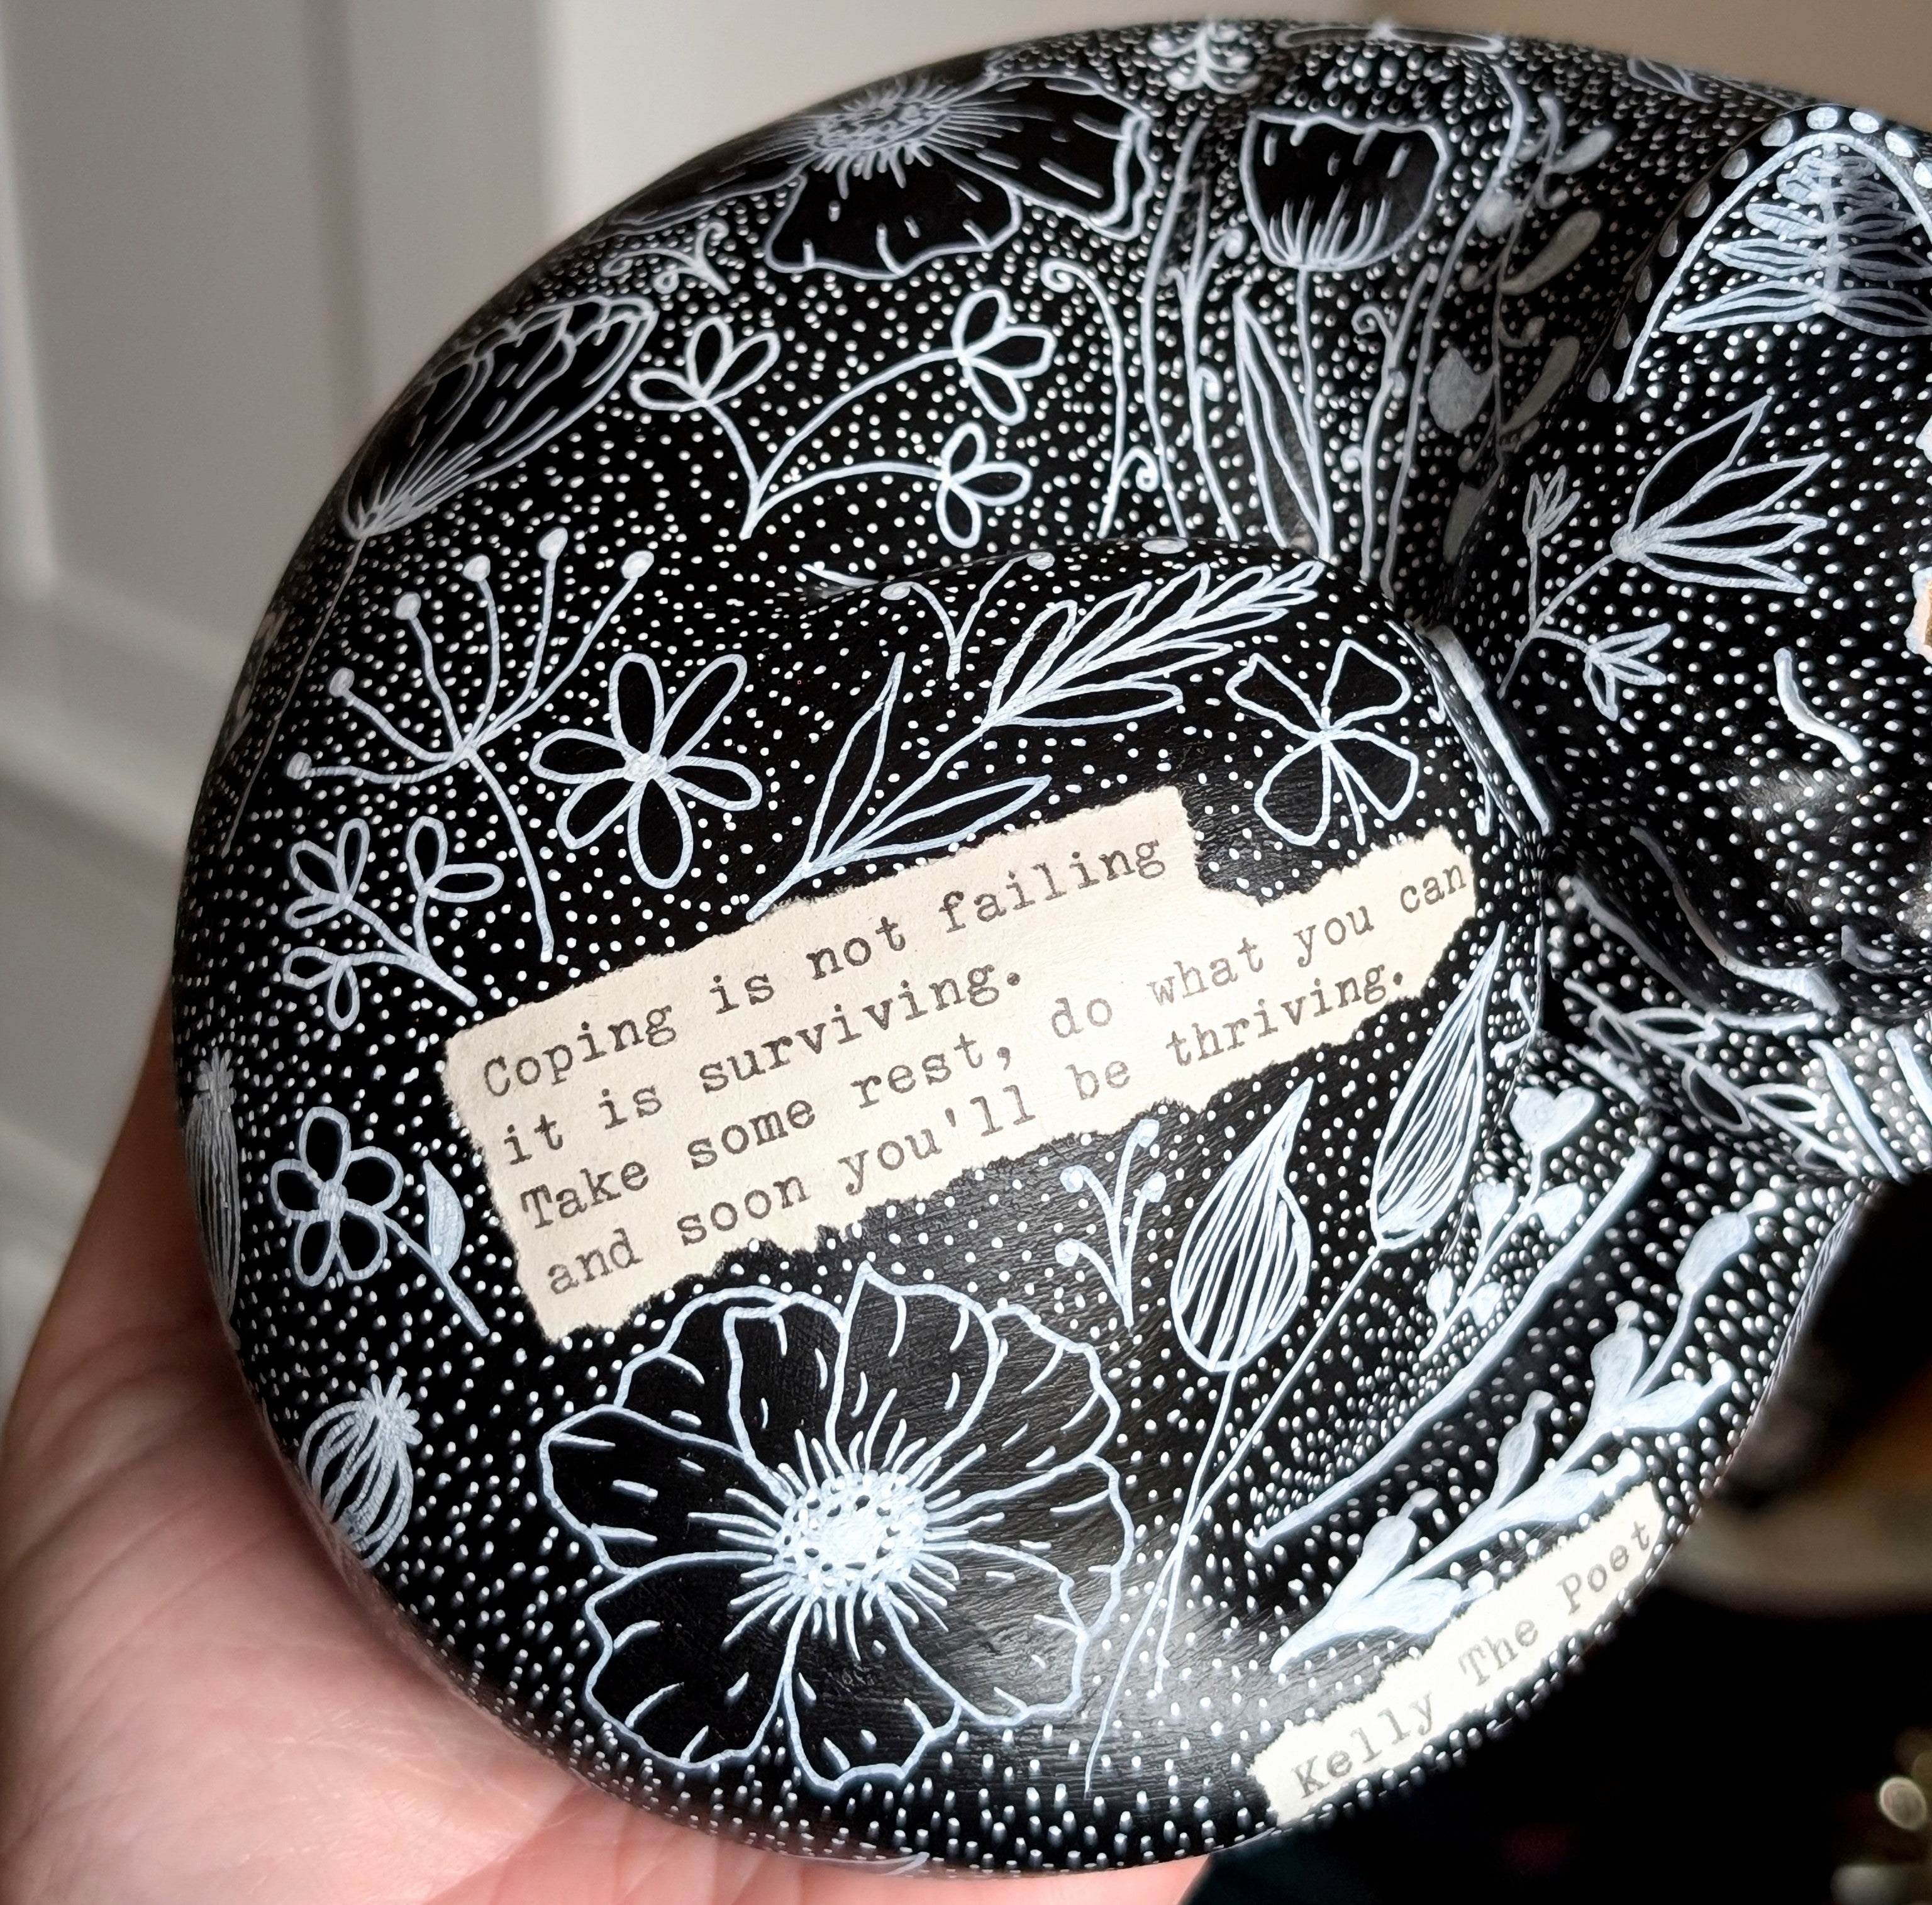 Coping is not failing
it is surviving.
Take some rest, do what you can
and soon you'll be thriving.
Kelly The Poet